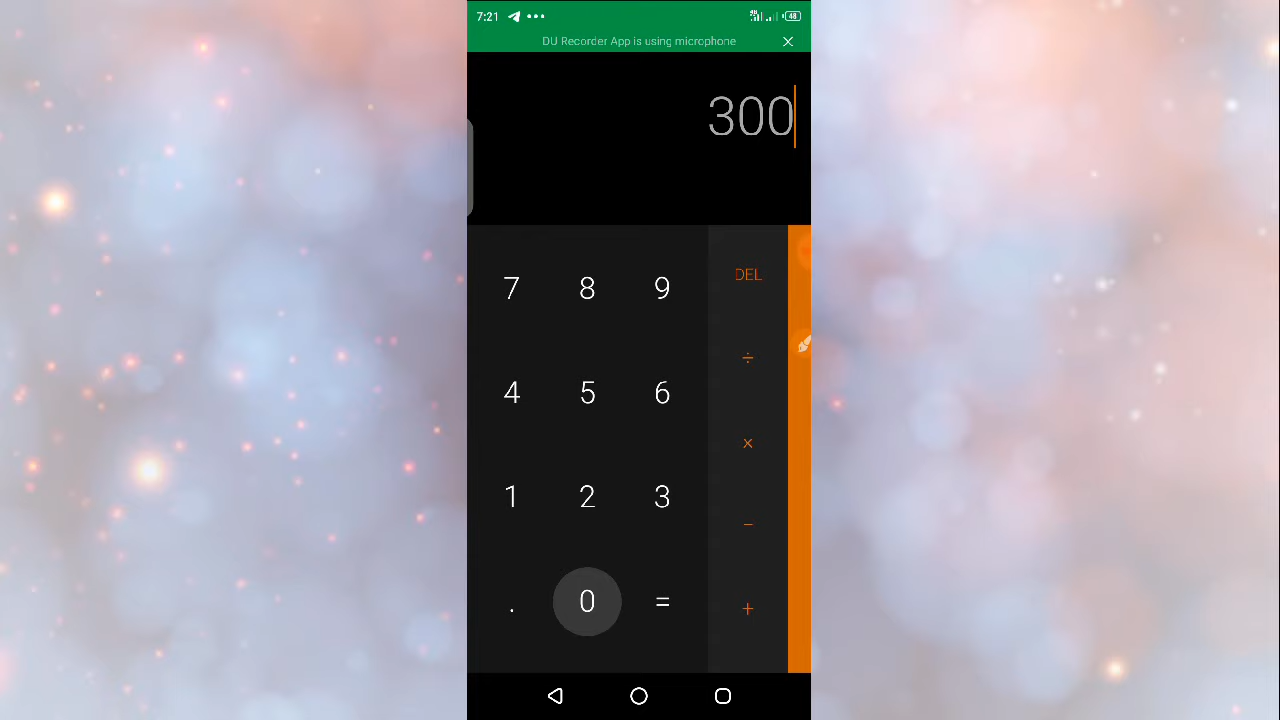 7:21 48
DU Recorder App is using microphone
300
7 8 9 DEL
÷
4 5 6
×
1 2 3
−
. 0 = +